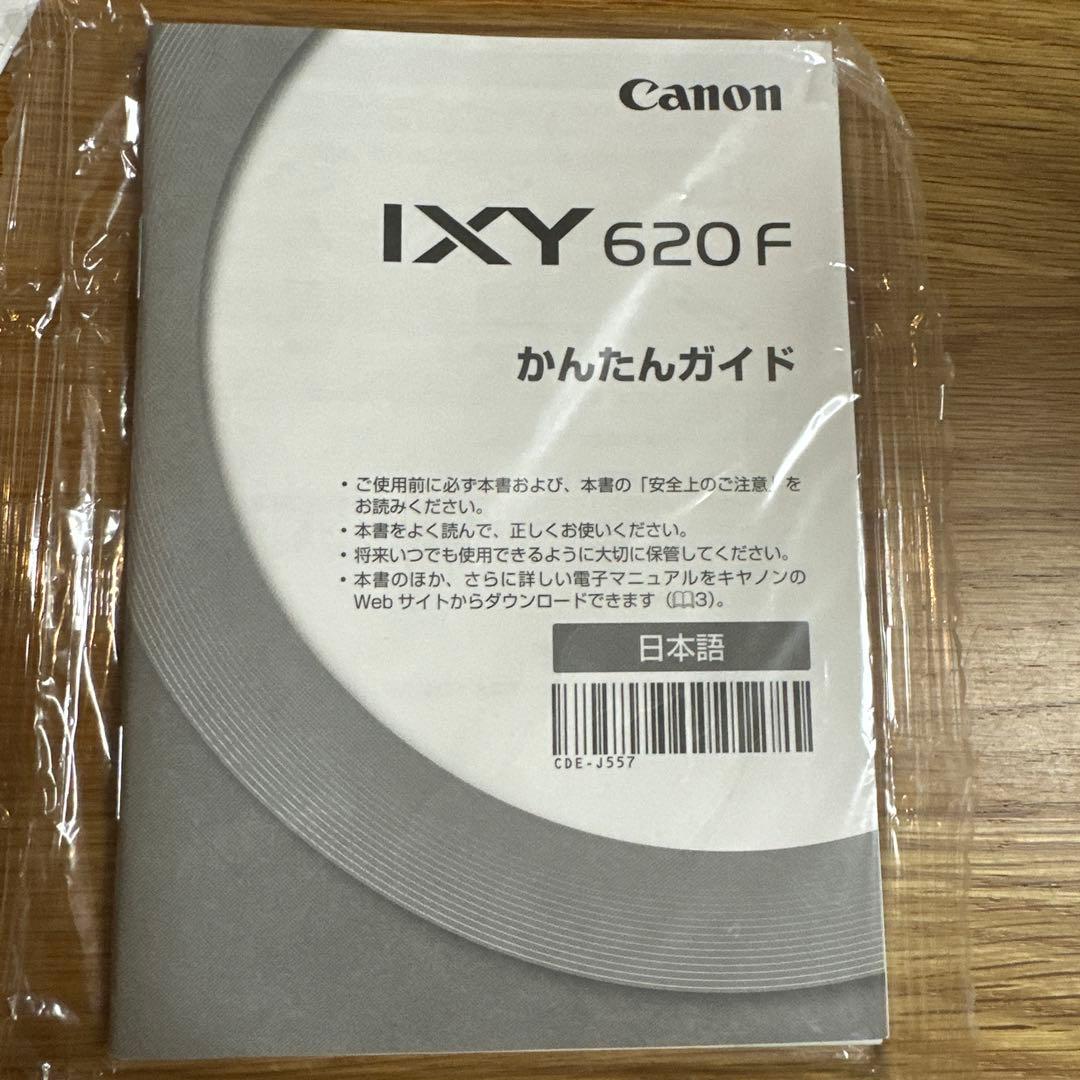 Canon
IXY 620F
かんたんガイド
・ご使用前に必ず本書および、本書の「安全上のご注意」を
お読みください。
・本書をよく読んで、正しくお使いください。
・将来いつでも使用できるように大切に保管してください。
・本書のほか、さらに詳しい電子マニュアルをキヤノンの
Webサイトからダウンロードできます（📖3）。
日本語
CDE-J557